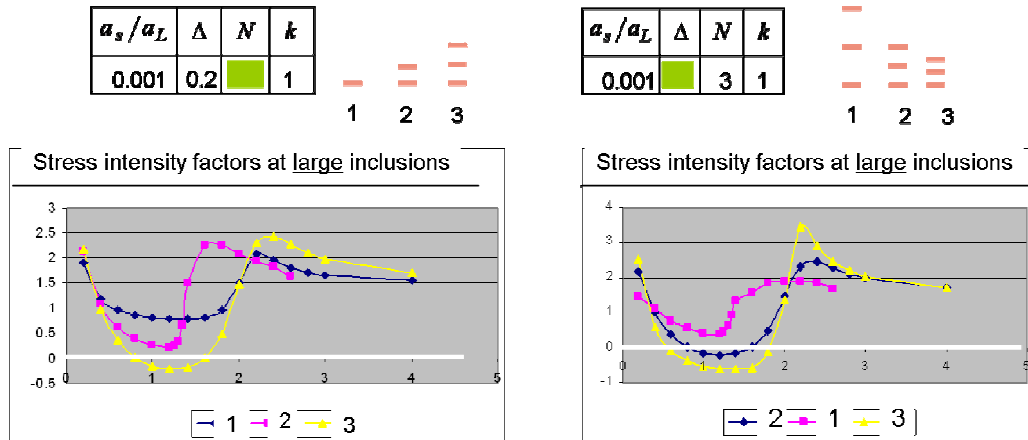 a_s/a_L Δ N k
0.001 0.2 1
1 2 3
Stress intensity factors at large inclusions
3
2.5
2
1.5
1
0.5
0
-0.5
0 1 2 3 4 5
1 2 3
a_s/a_L Δ N k
0.001 3 1
1 2 3
Stress intensity factors at large inclusions
4
3
2
1
0
-1
0 1 2 3 4 5
2 1 3